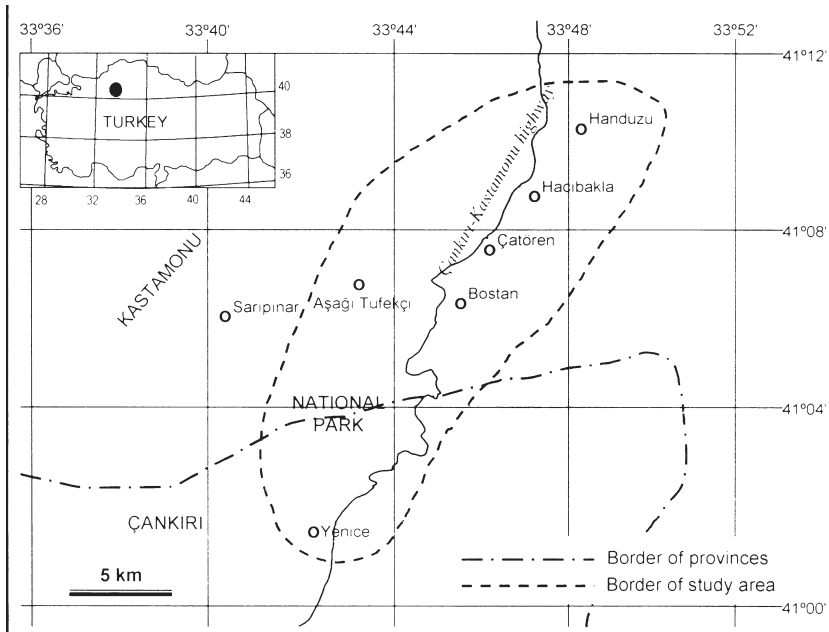 33°36' 33°40' 33°44' 33°48' 33°52'
41°12'
40
TURKEY
38
36
28 32 36 40 44
Çankırı-Kastamonu highway
Handuzu
Hacıbakla
41°08'
Çatören
KASTAMONU
Sarıpınar
Aşağı Tufekçı
Bostan
NATIONAL
PARK
41°04'
ÇANKIRI
Yenice
5 km
Border of provinces
Border of study area
41°00'